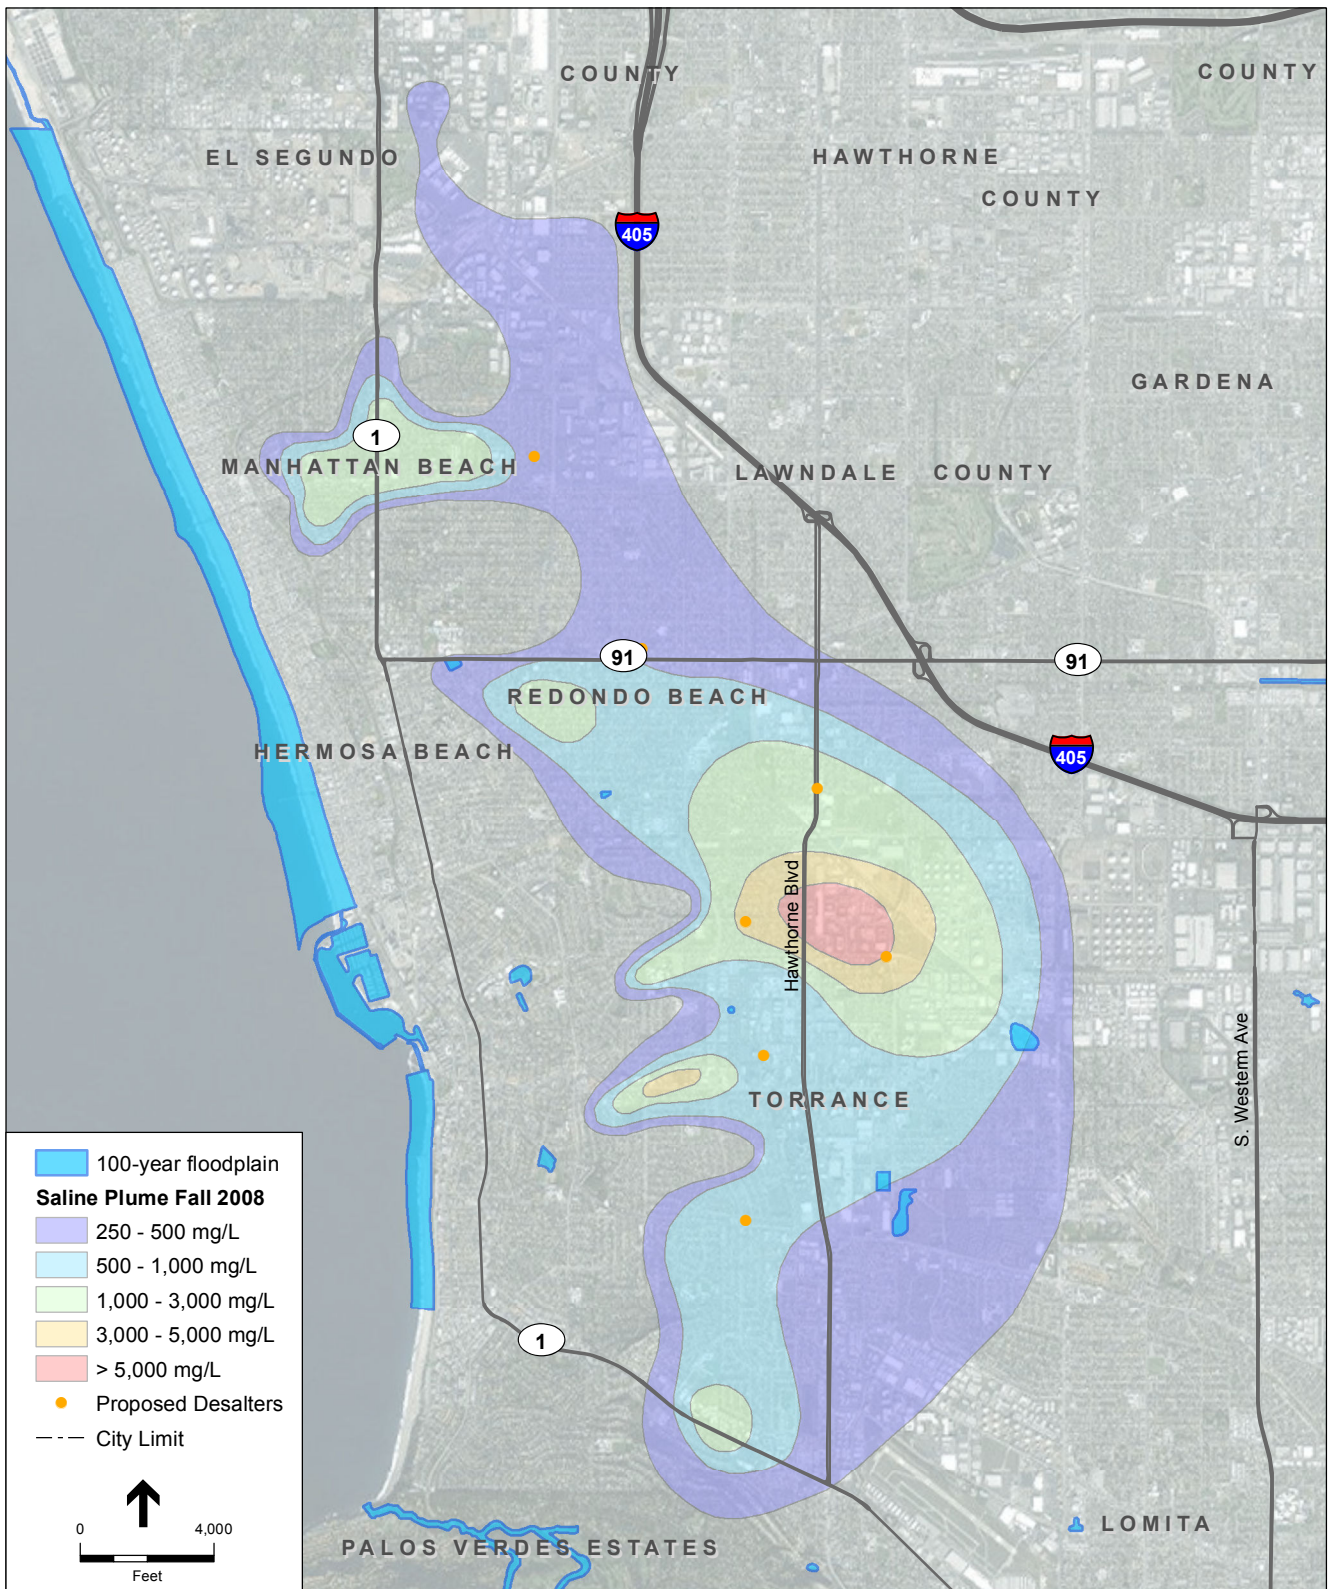 COUNTY
COUNTY
EL SEGUNDO
HAWTHORNE
COUNTY
405
GARDENA
1
MANHATTAN BEACH
LAWNDALE COUNTY
91
91
REDONDO BEACH
HERMOSA BEACH
405
Hawthorne Blvd
S. Western Ave
TORRANCE
1
LOMITA
PALOS VERDES ESTATES
100-year floodplain
Saline Plume Fall 2008
250 - 500 mg/L
500 - 1,000 mg/L
1,000 - 3,000 mg/L
3,000 - 5,000 mg/L
> 5,000 mg/L
Proposed Desalters
City Limit
0 4,000
Feet